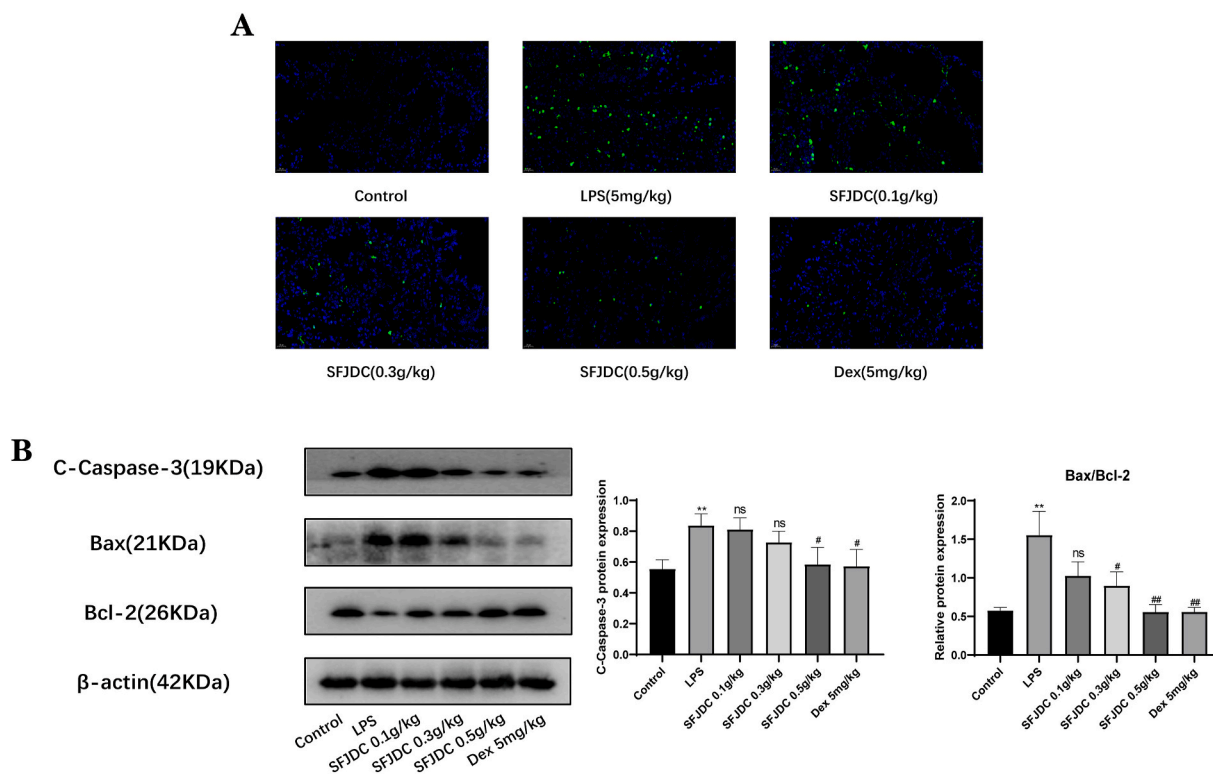 A
Control
LPS(5mg/kg)
SFJDC(0.1g/kg)
SFJDC(0.3g/kg)
SFJDC(0.5g/kg)
Dex(5mg/kg)
B
C-Caspase-3(19KDa)
Bax(21KDa)
Bcl-2(26KDa)
β-actin(42KDa)
Control
LPS
SFJDC 0.1g/kg
SFJDC 0.3g/kg
SFJDC 0.5g/kg
Dex 5mg/kg
C-Caspase-3 protein expression
1.0
0.8
0.6
0.4
0.2
0.0
**
ns
ns
#
#
Control
LPS
SFJDC 0.1g/kg
SFJDC 0.3g/kg
SFJDC 0.5g/kg
Dex 5mg/kg
Bax/Bcl-2
Relative protein expression
2.0
1.5
1.0
0.5
0.0
**
ns
#
##
##
Control
LPS
SFJDC 0.1g/kg
SFJDC 0.3g/kg
SFJDC 0.5g/kg
Dex 5mg/kg